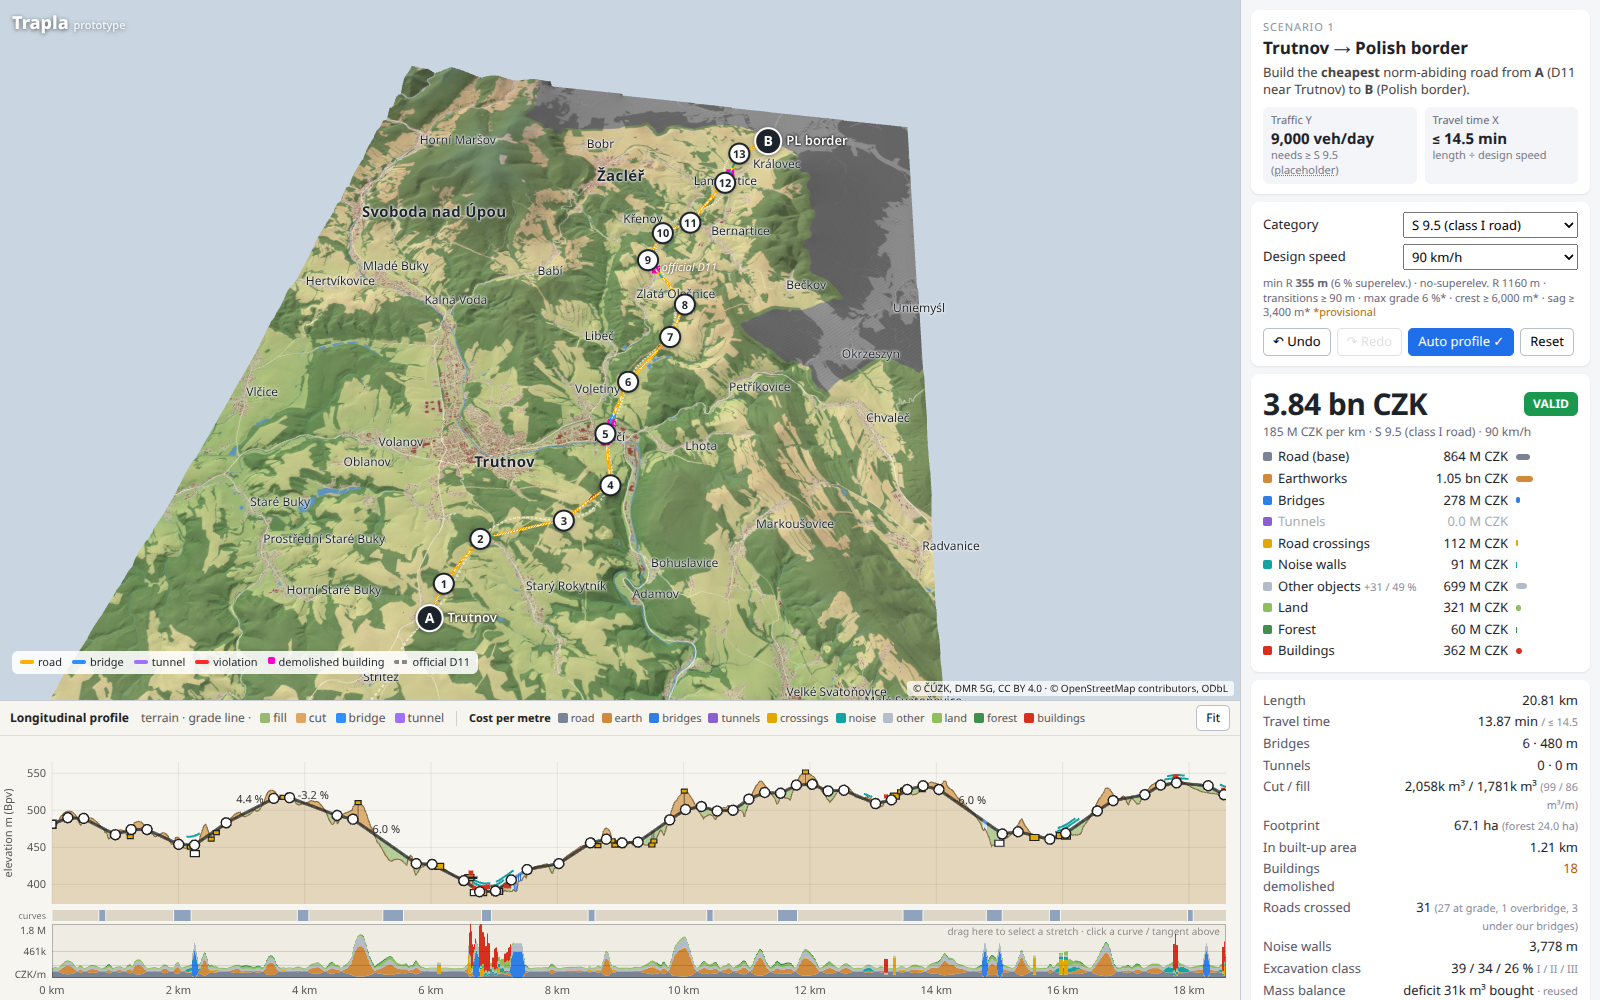 Trapla prototype
Horní Maršov
Bobr
B PL border
13
Královec
Žacléř
12
Svoboda nad Úpou
Křenov
11
10
Bernartice
9
official D11
Mladé Buky
Babí
Hertvíkovice
Bečkov
Zlatá Olešnice
Kalná Voda
8
Uniemyśl
Libeč
7
Okrzeszyn
6
Voletiny
Petříkovice
Vlčice
Chvaleč
5
Volanov
Lhota
Trutnov
Oblanov
4
Staré Buky
3
Markoušovice
2
Prostřední Staré Buky
Radvanice
Bohuslavice
1
Horní Staré Buky
Starý Rokytník
Adamov
A Trutnov
road bridge tunnel violation demolished building official D11
Střítež
Velké Svatoňovice
© ČÚZK, DMR 5G, CC BY 4.0 · © OpenStreetMap contributors, ODbL
Longitudinal profile terrain · grade line · fill cut bridge tunnel Cost per metre road earth bridges tunnels crossings noise other land forest buildings Fit
elevation m (Bpv)
550
500
450
400
4.4 %
-3.2 %
6.0 %
6.0 %
curves
1.8 M
461k
CZK/m
drag here to select a stretch · click a curve / tangent above
0 km 2 km 4 km 6 km 8 km 10 km 12 km 14 km 16 km 18 km
SCENARIO 1
Trutnov → Polish border
Build the cheapest norm-abiding road from A (D11
near Trutnov) to B (Polish border).
Traffic Y
9,000 veh/day
needs ≥ S 9.5
(placeholder)
Travel time X
≤ 14.5 min
length ÷ design speed
Category S 9.5 (class I road)
Design speed 90 km/h
min R 355 m (6 % superelev.) · no-superelev. R 1160 m ·
transitions ≥ 90 m · max grade 6 %* · crest ≥ 6,000 m* · sag ≥
3,400 m* *provisional
↶ Undo ↷ Redo Auto profile ✓ Reset
3.84 bn CZK VALID
185 M CZK per km · S 9.5 (class I road) · 90 km/h
Road (base) 864 M CZK
Earthworks 1.05 bn CZK
Bridges 278 M CZK
Tunnels 0.0 M CZK
Road crossings 112 M CZK
Noise walls 91 M CZK
Other objects +31 / 49 % 699 M CZK
Land 321 M CZK
Forest 60 M CZK
Buildings 362 M CZK
Length 20.81 km
Travel time 13.87 min / ≤ 14.5
Bridges 6 · 480 m
Tunnels 0 · 0 m
Cut / fill 2,058k m³ / 1,781k m³ (99 / 86
m³/m)
Footprint 67.1 ha (forest 24.0 ha)
In built-up area 1.21 km
Buildings 18
demolished
Roads crossed 31 (27 at grade, 1 overbridge, 3
under our bridges)
Noise walls 3,778 m
Excavation class 39 / 34 / 26 % I / II / III
Mass balance deficit 31k m³ bought · reused